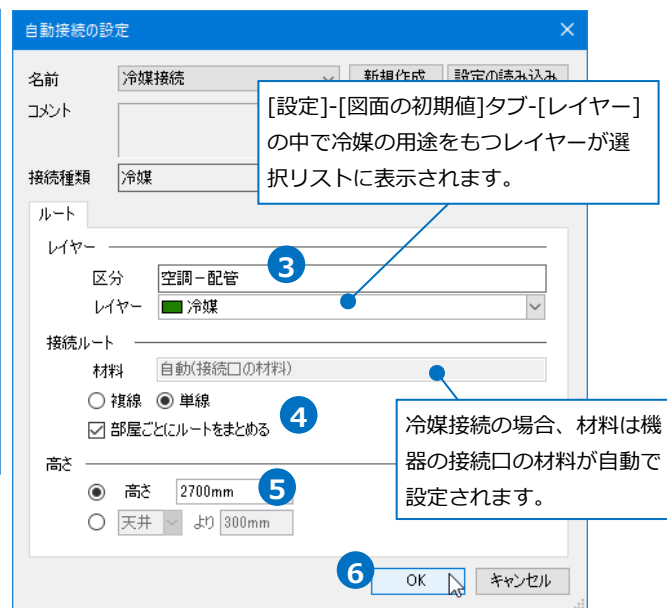 自動接続の設定
名前 冷媒接続 新規作成 設定の読み込み
コメント
[設定]-[図面の初期値]タブ-[レイヤー]
の中で冷媒の用途をもつレイヤーが選
択リストに表示されます。
接続種類 冷媒
ルート
レイヤー
3
区分 空調-配管
レイヤー 冷媒
接続ルート
材料 自動(接続口の材料)
複線 単線
4
部屋ごとにルートをまとめる
冷媒接続の場合、材料は機
器の接続口の材料が自動で
設定されます。
高さ
高さ 2700mm
5
天井 より 300mm
6
OK キャンセル